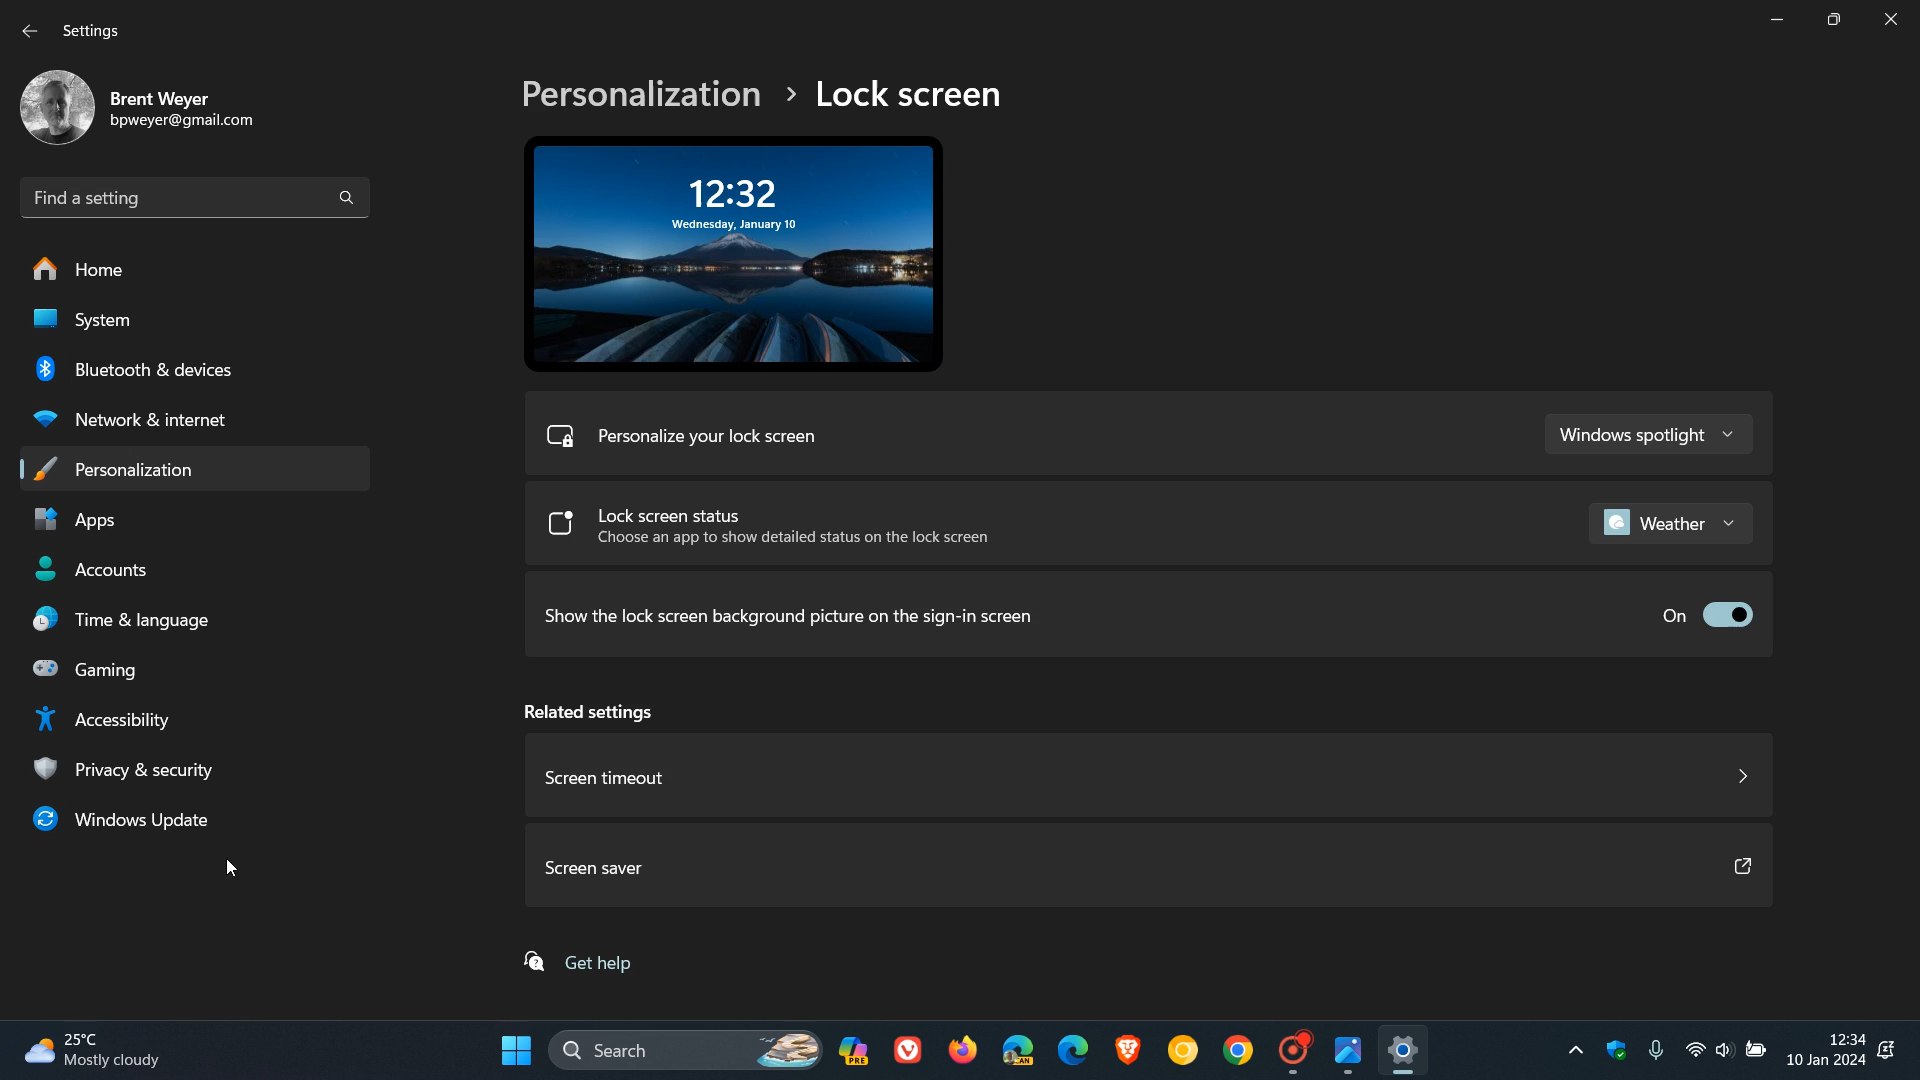 Settings
Brent Weyer
bpweyer@gmail.com
Find a setting
Home
System
Bluetooth & devices
Network & internet
Personalization
Apps
Accounts
Time & language
Gaming
Accessibility
Privacy & security
Windows Update
Personalization > Lock screen
12:32
Wednesday, January 10
Personalize your lock screen
Windows spotlight
Lock screen status
Choose an app to show detailed status on the lock screen
Weather
Show the lock screen background picture on the sign-in screen
On
Related settings
Screen timeout
Screen saver
Get help
25°C
Mostly cloudy
Search
PRE
CAN
12:34
10 Jan 2024